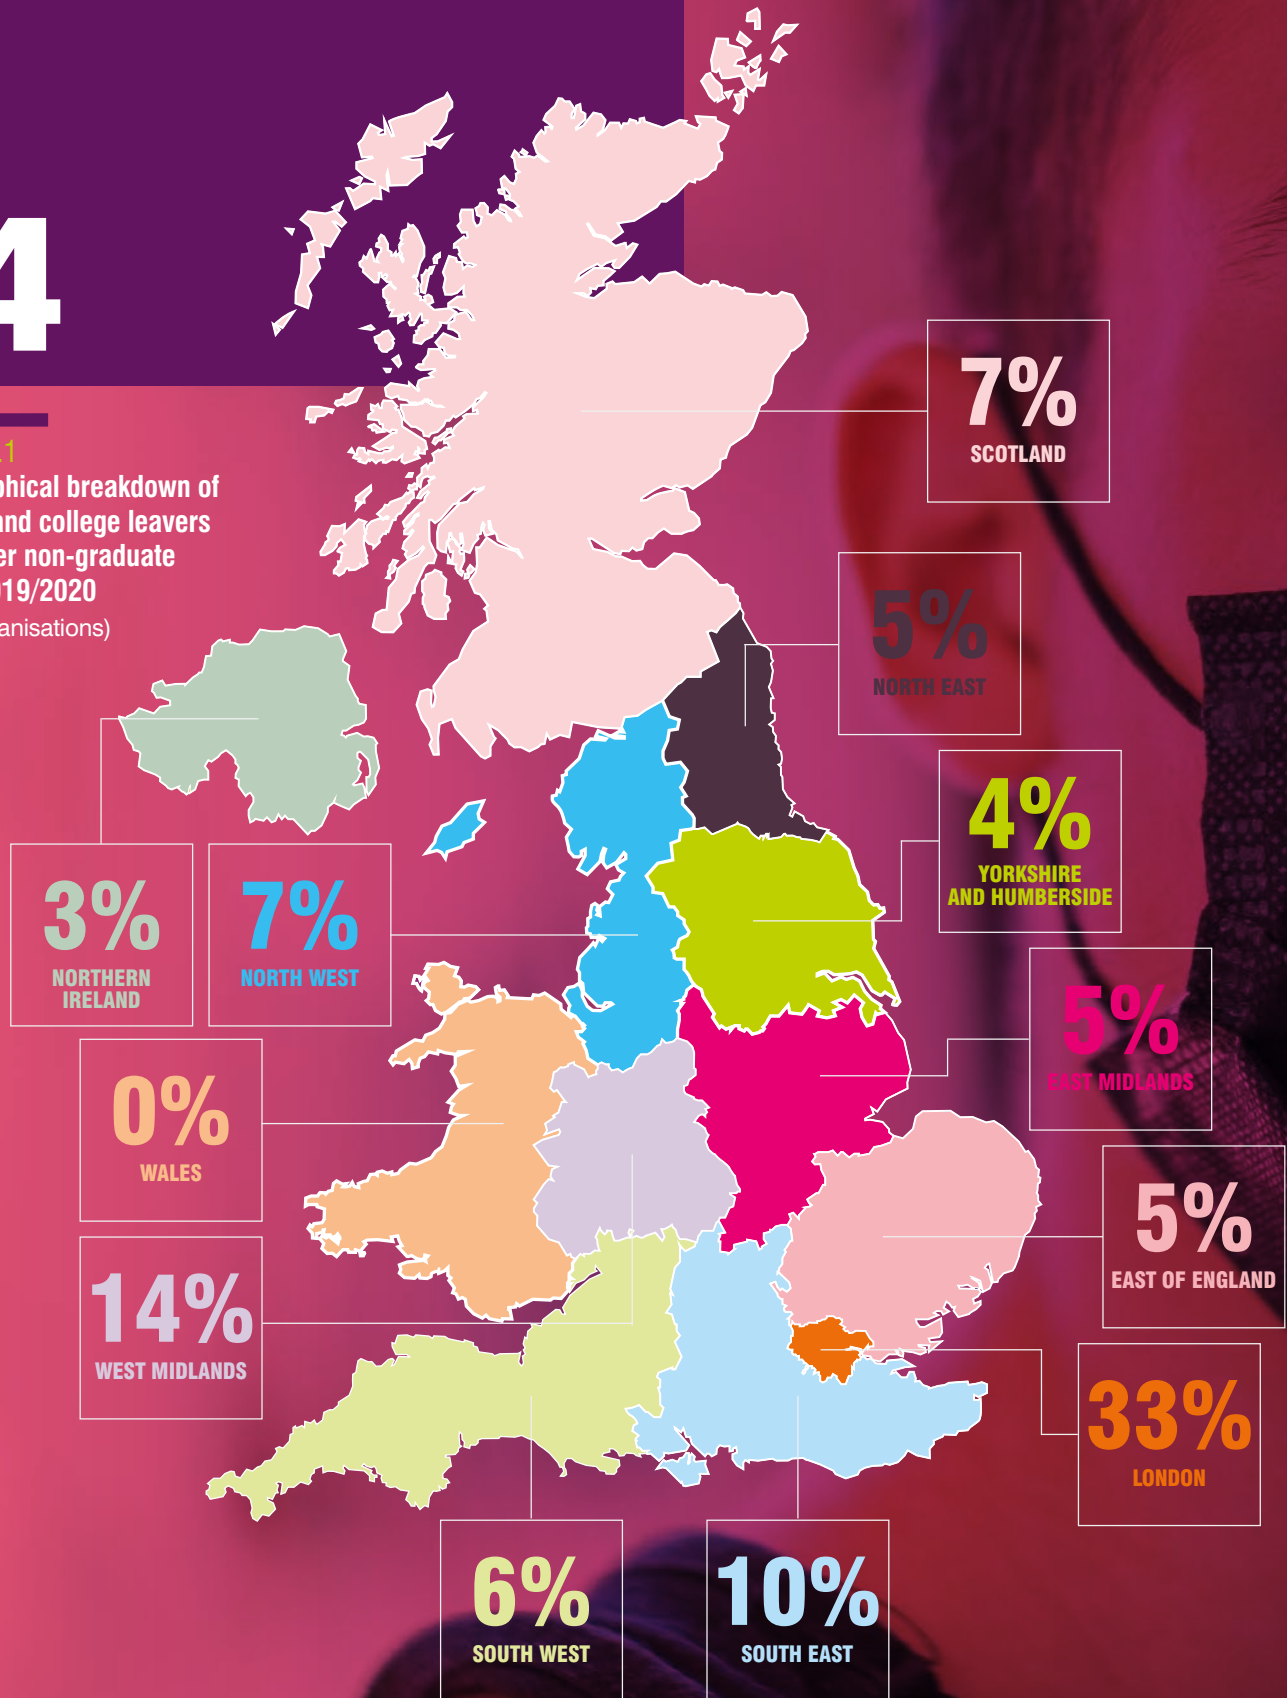 4
.1
phical breakdown of
and college leavers
er non-graduate
019/2020
anisations)
7%
SCOTLAND
5%
NORTH EAST
4%
YORKSHIRE
AND HUMBERSIDE
3%
NORTHERN
IRELAND
7%
NORTH WEST
5%
EAST MIDLANDS
0%
WALES
5%
EAST OF ENGLAND
14%
WEST MIDLANDS
33%
LONDON
6%
SOUTH WEST
10%
SOUTH EAST